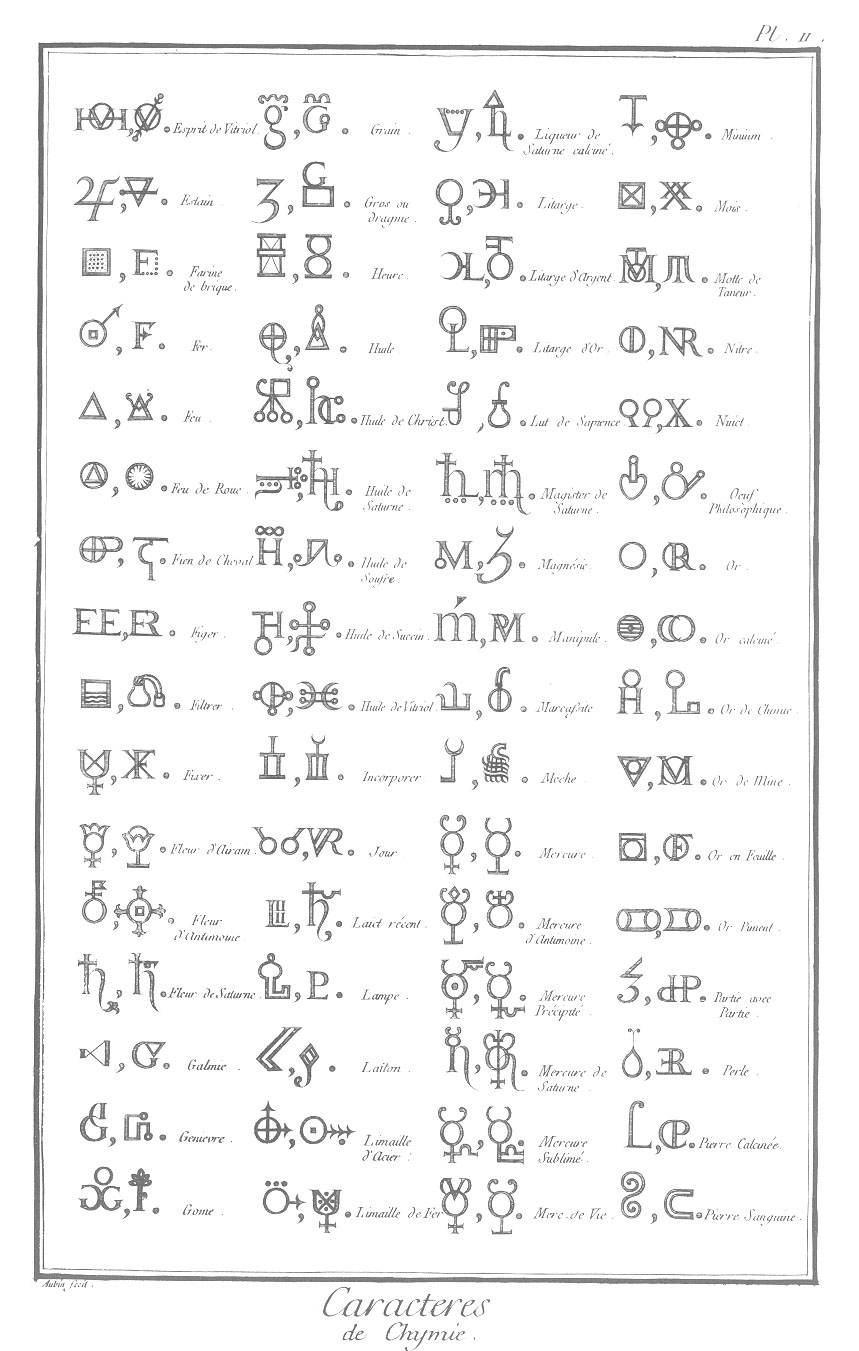 Pl. II.
Esprit de Vitriol.
Estain.
Farine
de brique.
Fer.
Feu.
Feu de Roue.
Fien de Cheval
Figer.
Filtrer.
Fixer.
Fleur d'Airain.
Fleur
d'Antimoine
Fleur de Saturne.
Galmie.
Genievre.
Gome.
Grain.
Gros ou
dragme.
Heure.
Huile
Huile de Christ.
Huile de
Saturne.
Huile de
Soufre.
Huile de Succin.
Huile de Vitriol.
Incorporer
Jour
Laict récent.
Lampe.
Laiton.
Limaille
d'Acier:
Limaille de Fer
Liqueur de
Saturne calciné.
Litarge.
Litarge d'Argent.
Litarge d'Or.
Lut de Sapience.
Magister de
Saturne.
Magnésie.
Manipule.
Marcassite
Meche.
Mercure.
Mercure
d'Antimoine.
Mercure
Précipité.
Mercure de
Saturne.
Mercure
Sublimé.
Merc. de Vie.
Minium.
Mois.
Motte de
Taneur.
Nitre.
Nuict.
Oeuf
Philosophique.
Or.
Or calciné.
Or de Chimie.
Or de Mine.
Or en Feuille.
Or Piment.
Partie avec
Partie.
Perle.
Pierre Calcinée.
Pierre Sanguine.
Aubin fecit.
Caracteres
de Chymie.